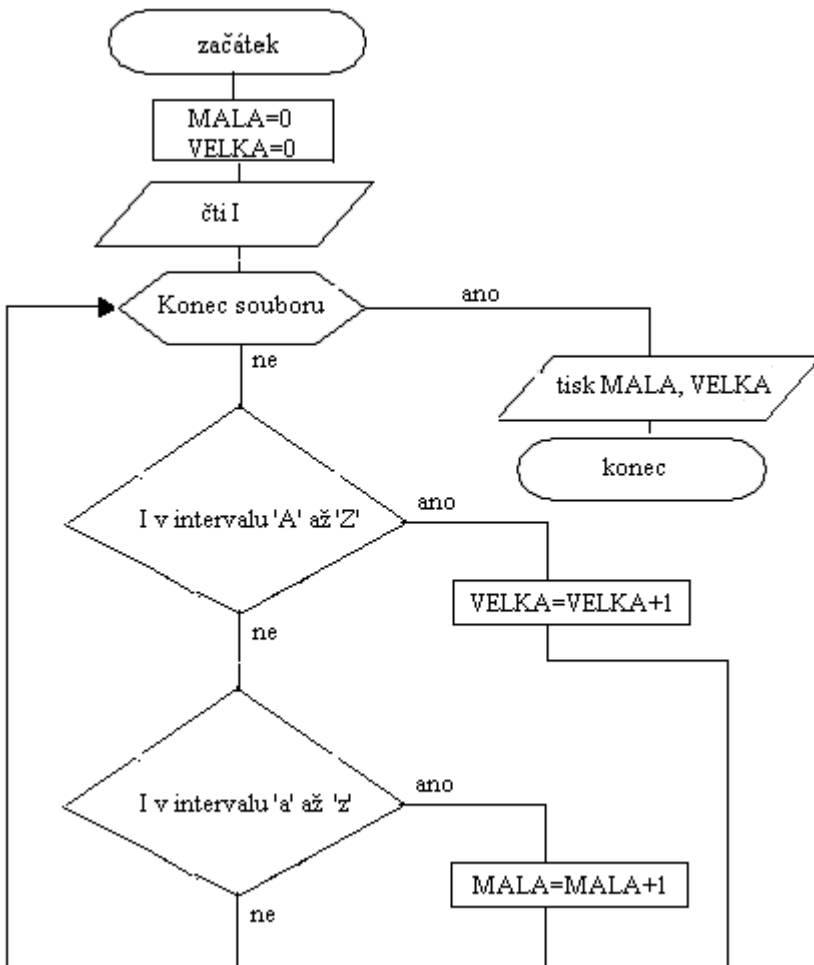 začátek
MALA=0
VELKA=0
čti I
Konec souboru
ano
ne
tisk MALA, VELKA
konec
I v intervalu 'A' až 'Z'
ano
VELKA=VELKA+1
ne
I v intervalu 'a' až 'z'
ano
MALA=MALA+1
ne